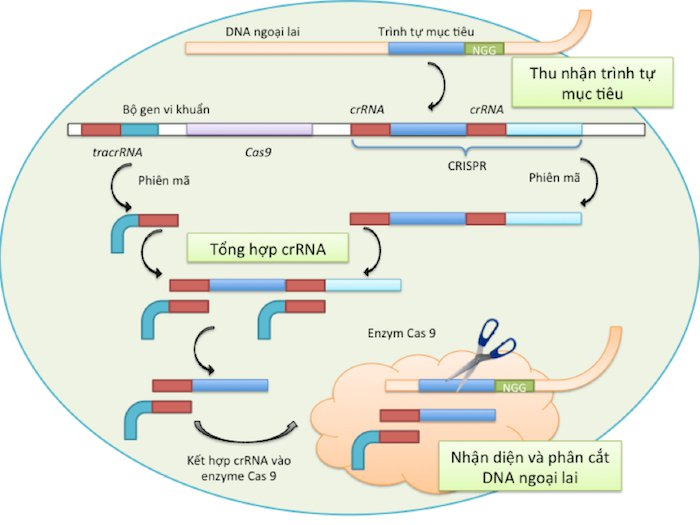 DNA ngoại lai
Trình tự mục tiêu
NGG
Thu nhận trình tự
mục tiêu
Bộ gen vi khuẩn
crRNA
crRNA
tracrRNA
Cas9
CRISPR
Phiên mã
Phiên mã
Tổng hợp crRNA
Enzym Cas 9
NGG
Kết hợp crRNA vào
enzyme Cas 9
Nhận diện và phân cắt
DNA ngoại lai